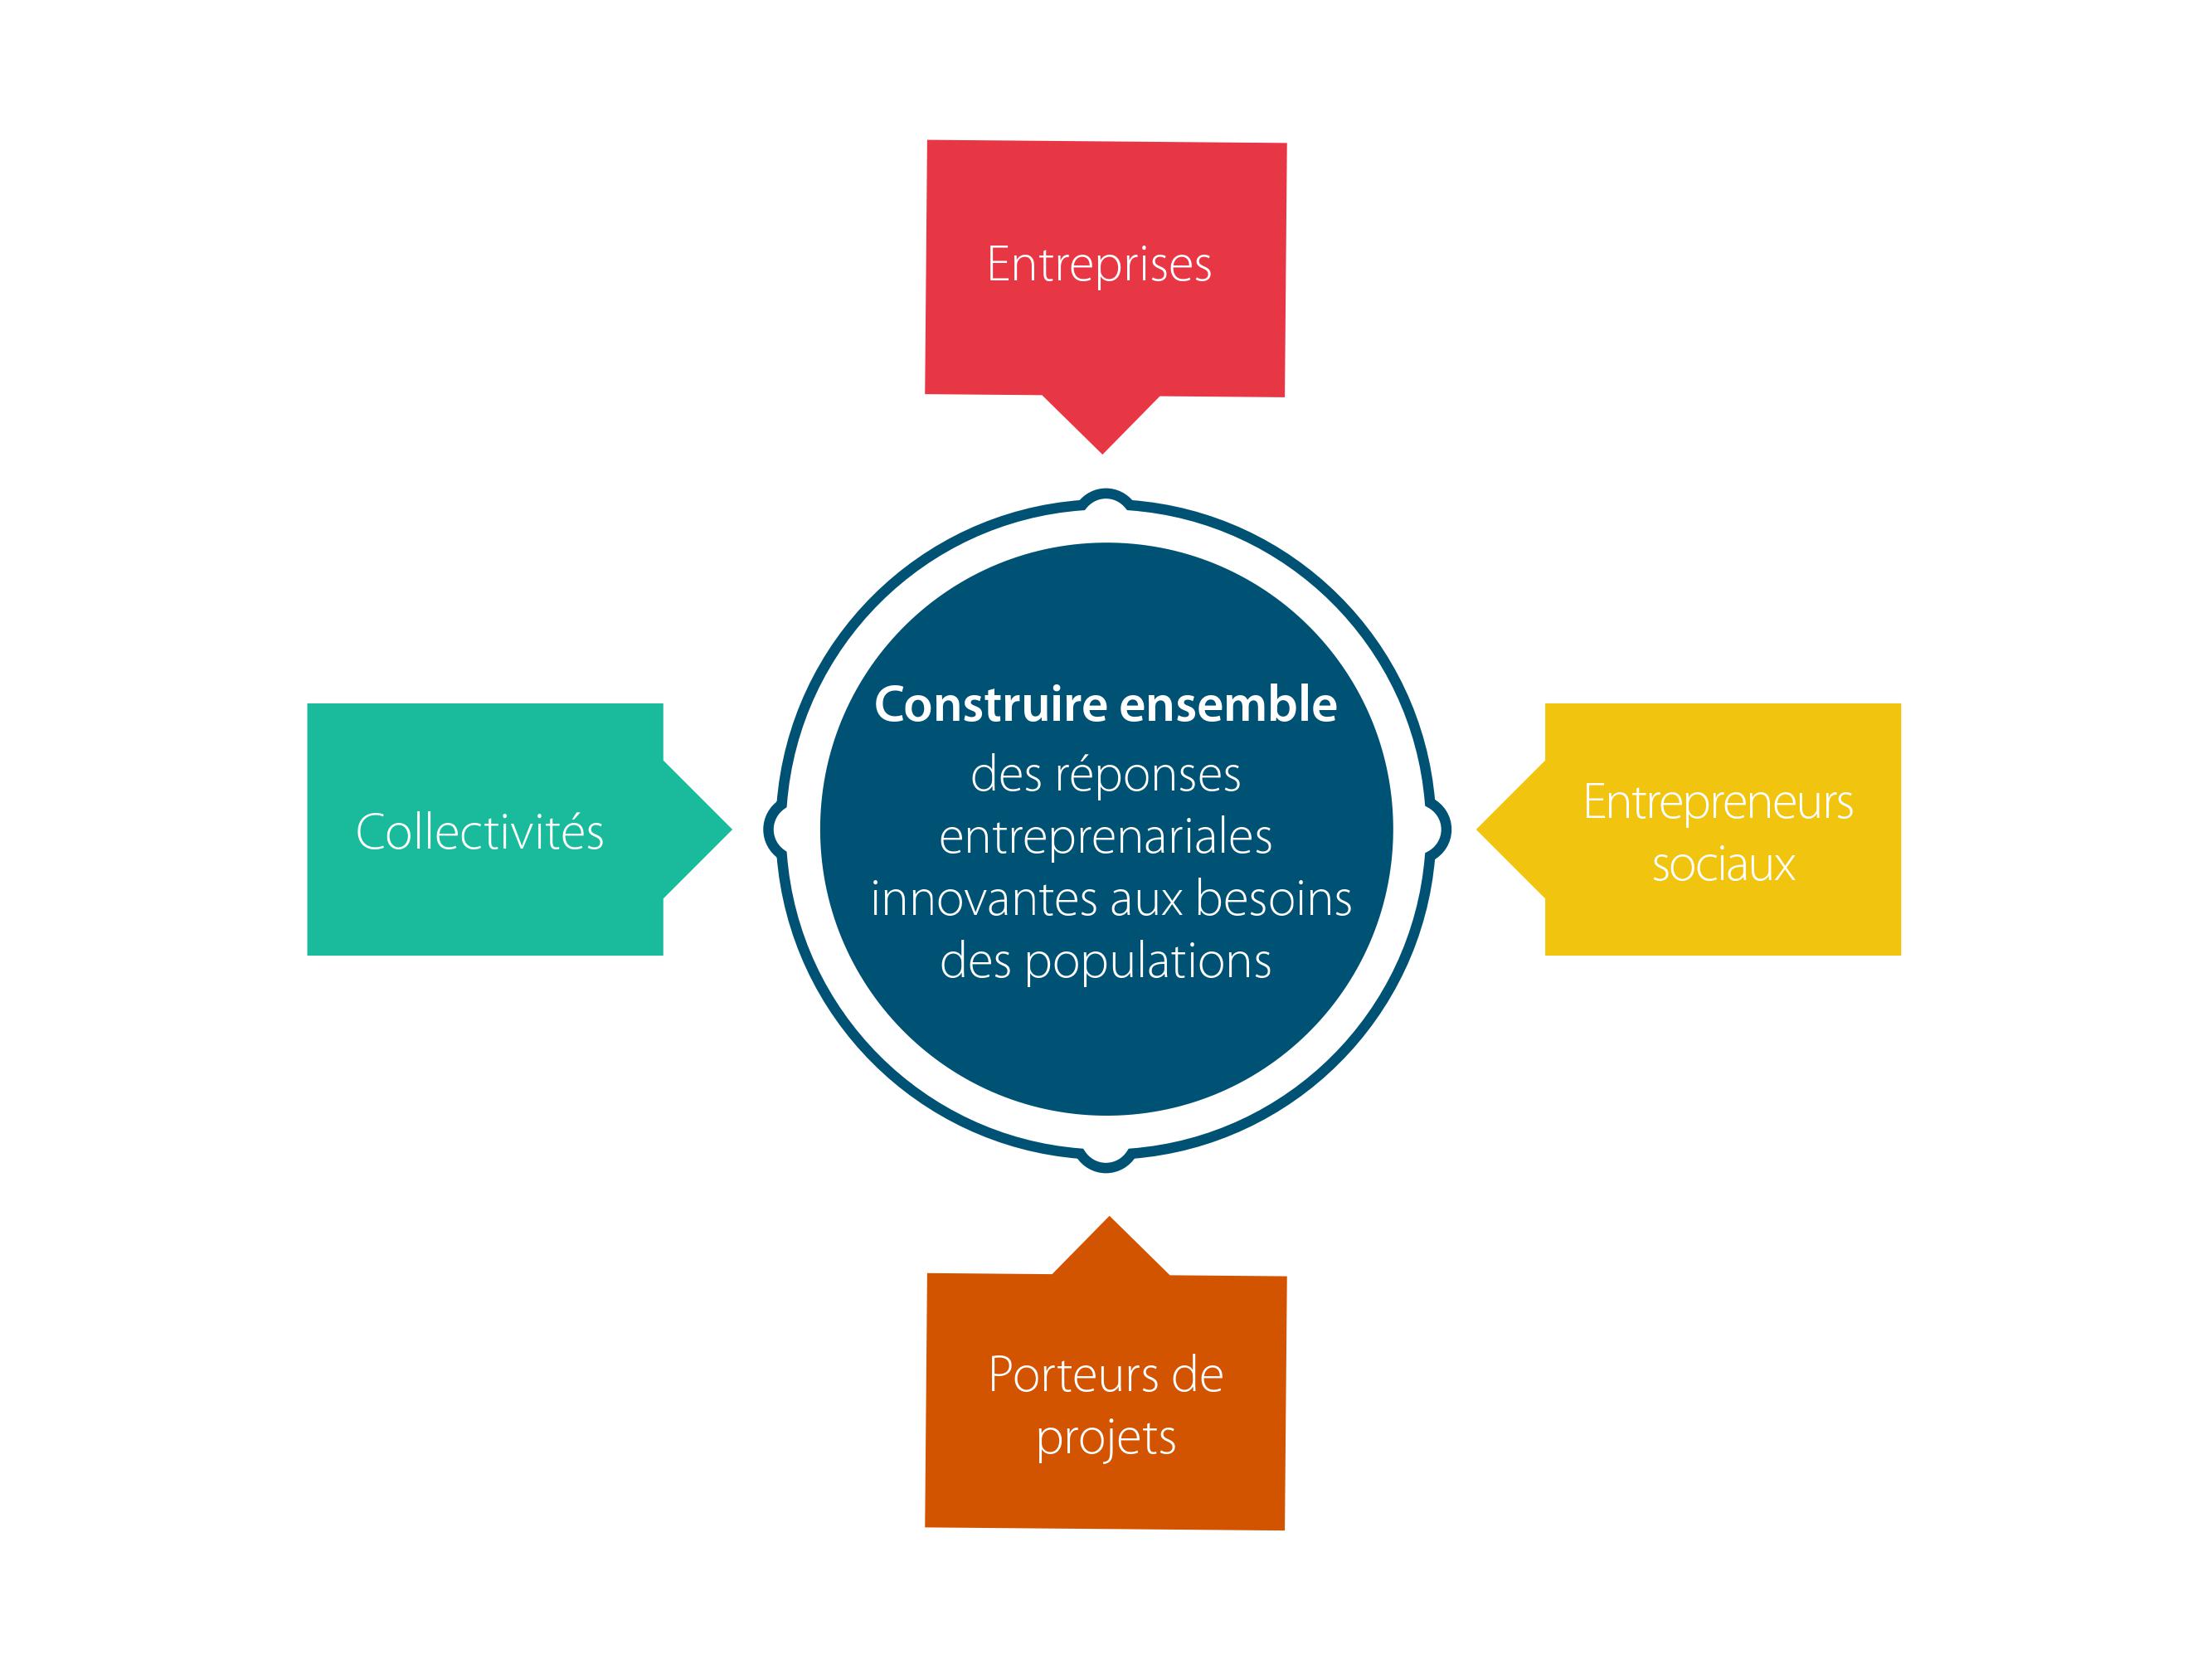 Entreprises
Collectivités
Construire ensemble
des réponses
entreprenariales
innovantes aux besoins
des populations
Entrepreneurs
sociaux
Porteurs de
projets